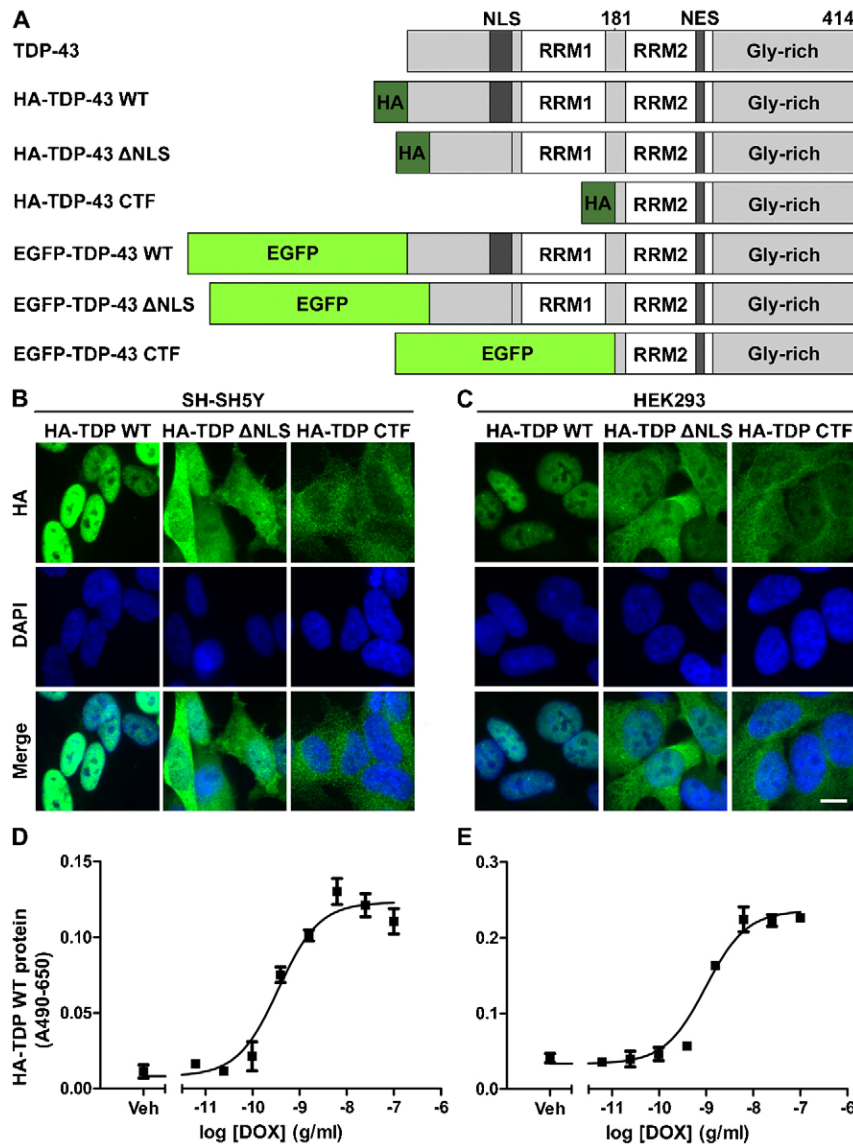 A
NLS 181 NES 414
TDP-43 RRM1 RRM2 Gly-rich
HA-TDP-43 WT HA RRM1 RRM2 Gly-rich
HA-TDP-43 ΔNLS HA RRM1 RRM2 Gly-rich
HA-TDP-43 CTF HA RRM2 Gly-rich
EGFP-TDP-43 WT EGFP RRM1 RRM2 Gly-rich
EGFP-TDP-43 ΔNLS EGFP RRM1 RRM2 Gly-rich
EGFP-TDP-43 CTF EGFP RRM2 Gly-rich
B
SH-SH5Y
HA-TDP WT HA-TDP ΔNLS HA-TDP CTF
HA
DAPI
Merge
C
HEK293
HA-TDP WT HA-TDP ΔNLS HA-TDP CTF
D
HA-TDP WT protein
(A490-650)
0.15
0.10
0.05
0.00
Veh -11 -10 -9 -8 -7 -6
log [DOX] (g/ml)
E
0.3
0.2
0.1
0.0
Veh -11 -10 -9 -8 -7 -6
log [DOX] (g/ml)